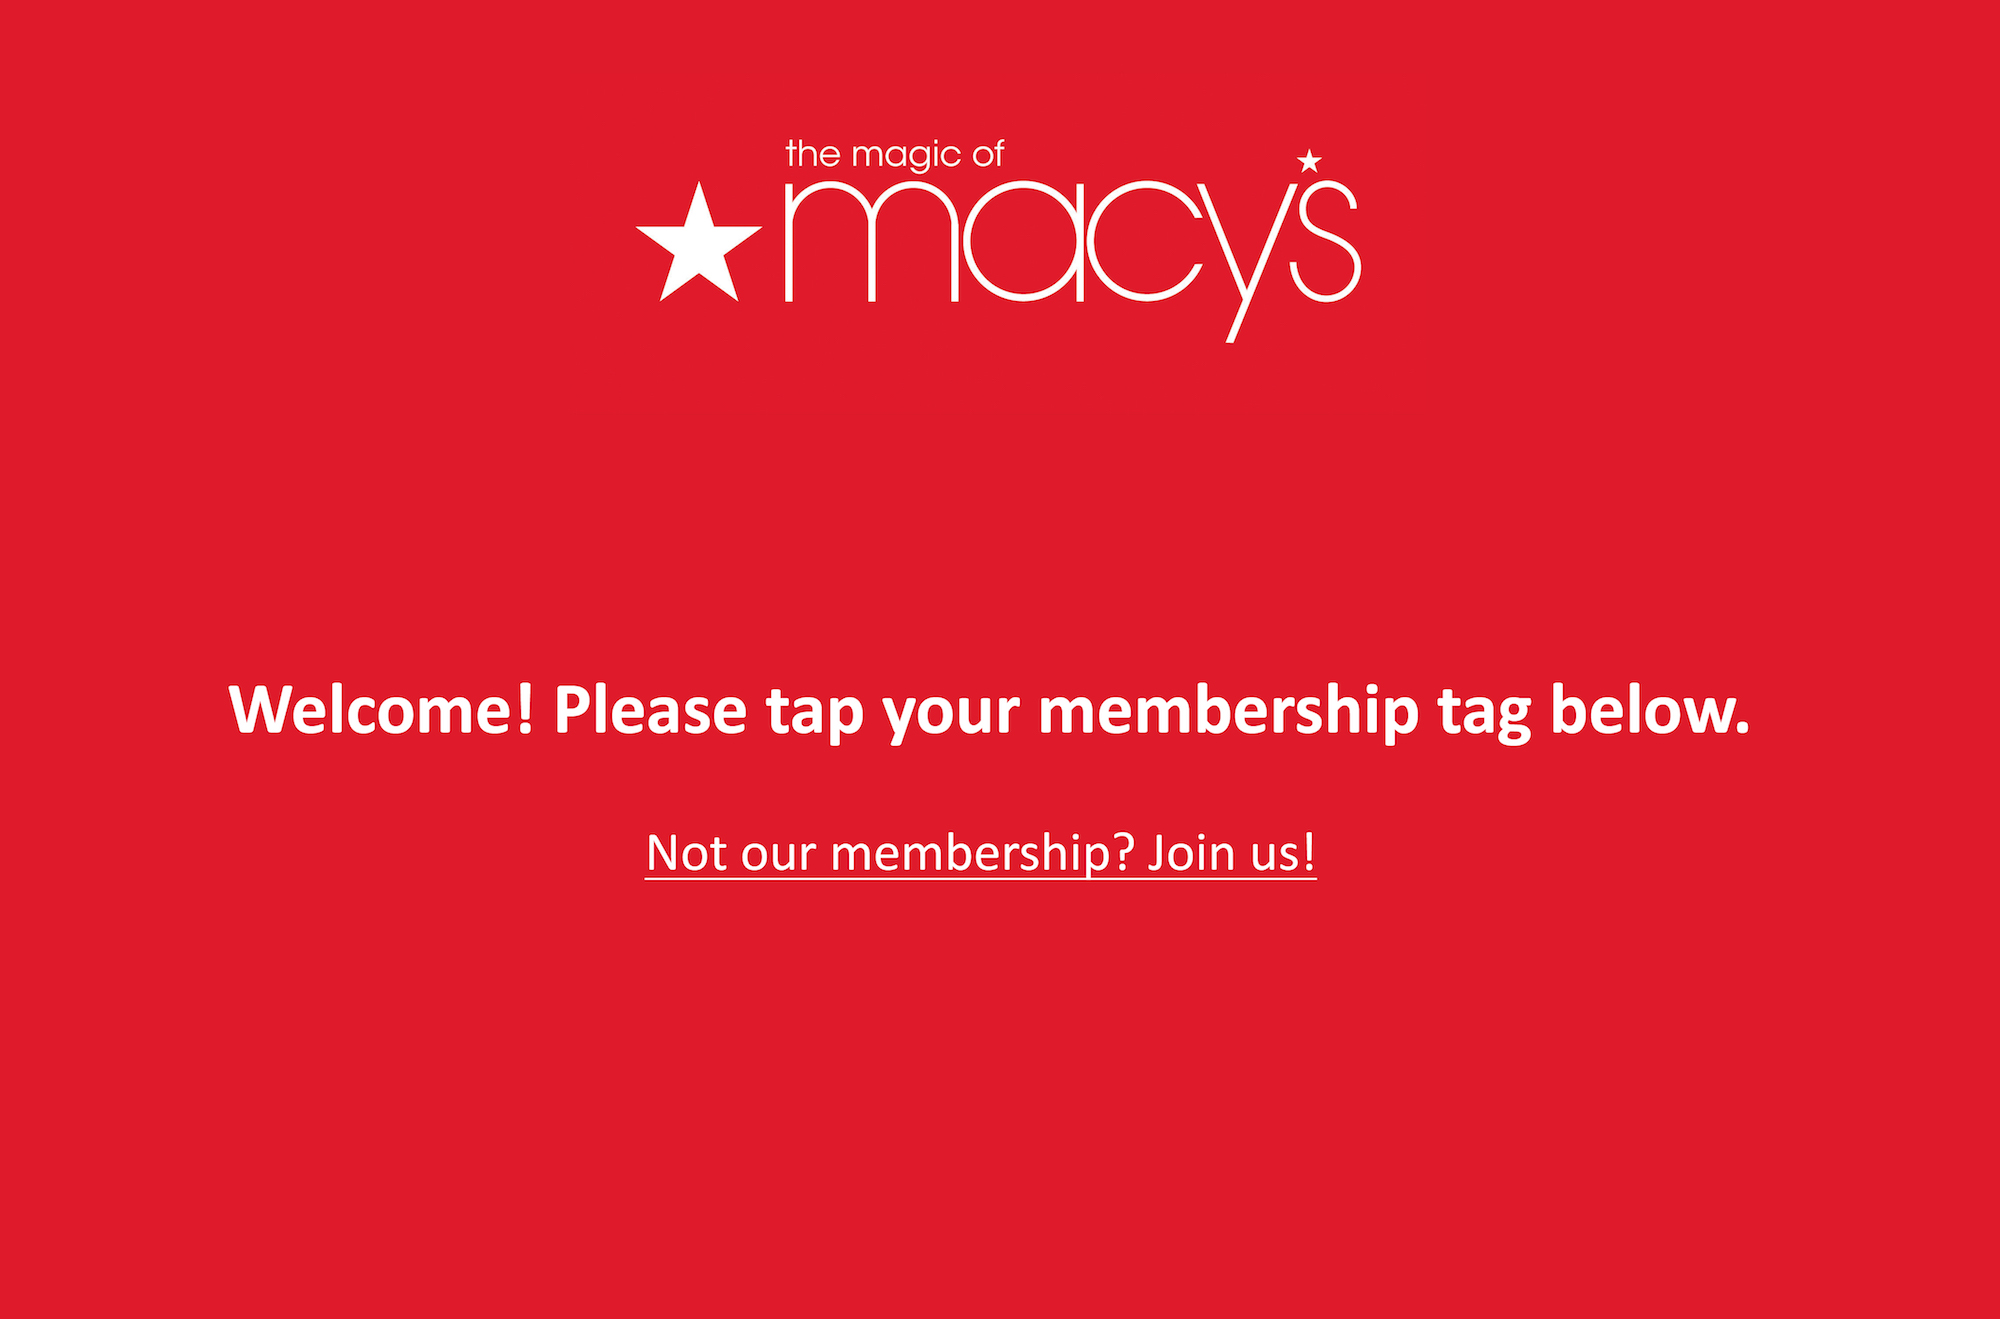 the magic of
macy's
Welcome! Please tap your membership tag below.
Not our membership? Join us!